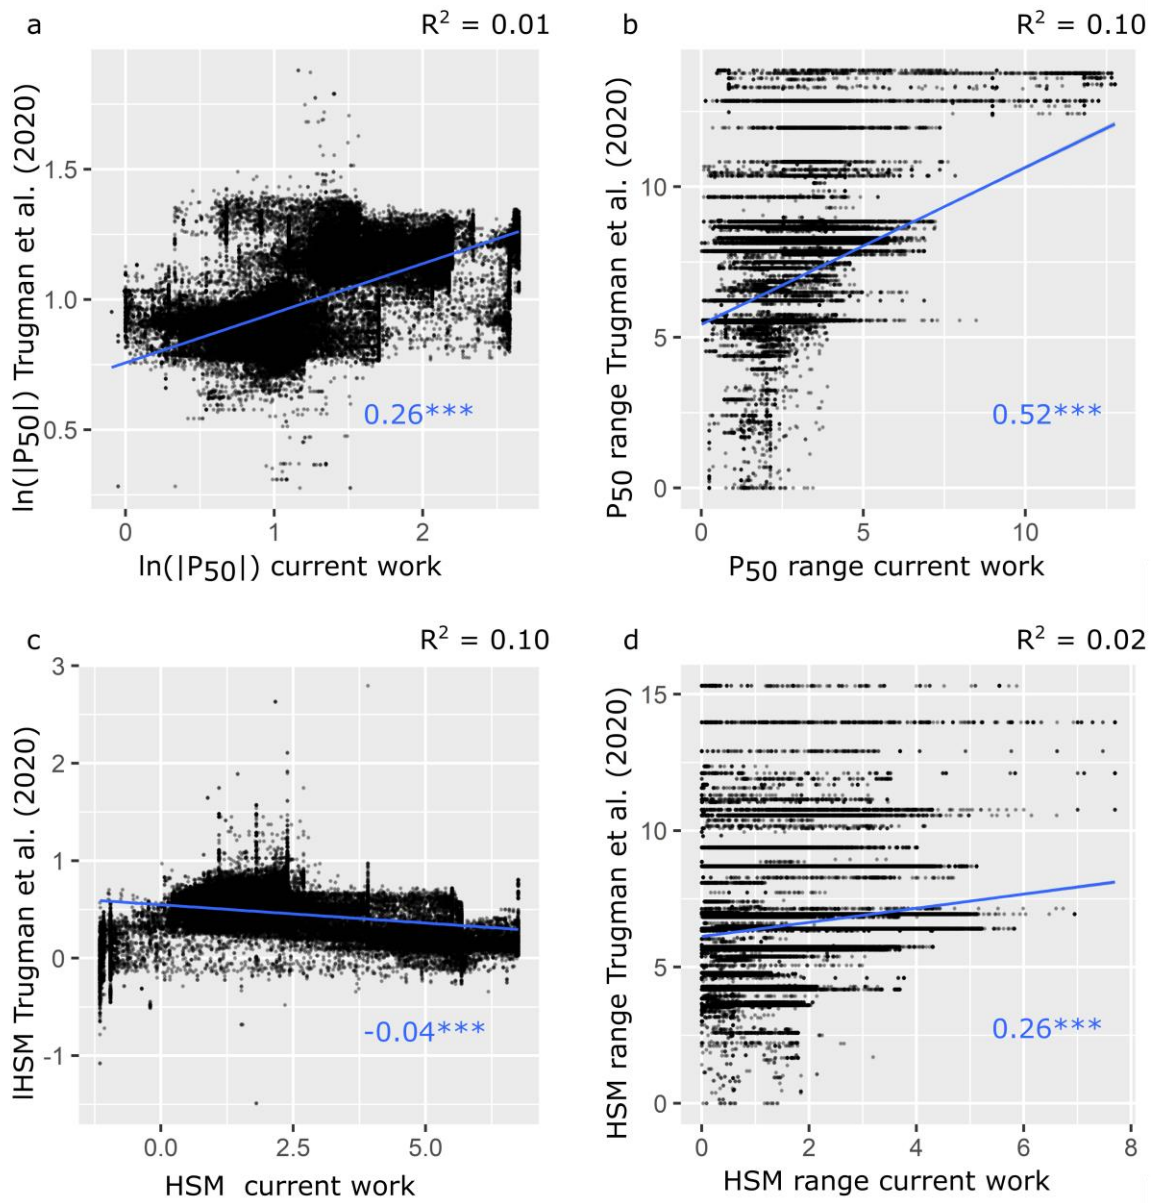 a
R² = 0.01
ln(|P50|) Trugman et al. (2020)
1.5
1.0
0.5
0.26***
0 1 2
ln(|P50|) current work
b
R² = 0.10
P50 range Trugman et al. (2020)
10
5
0
0.52***
0 5 10
P50 range current work
c
R² = 0.10
IHSM Trugman et al. (2020)
3
2
1
0
-1
-0.04***
0.0 2.5 5.0
HSM current work
d
R² = 0.02
HSM range Trugman et al. (2020)
15
10
5
0
0.26***
0 2 4 6 8
HSM range current work